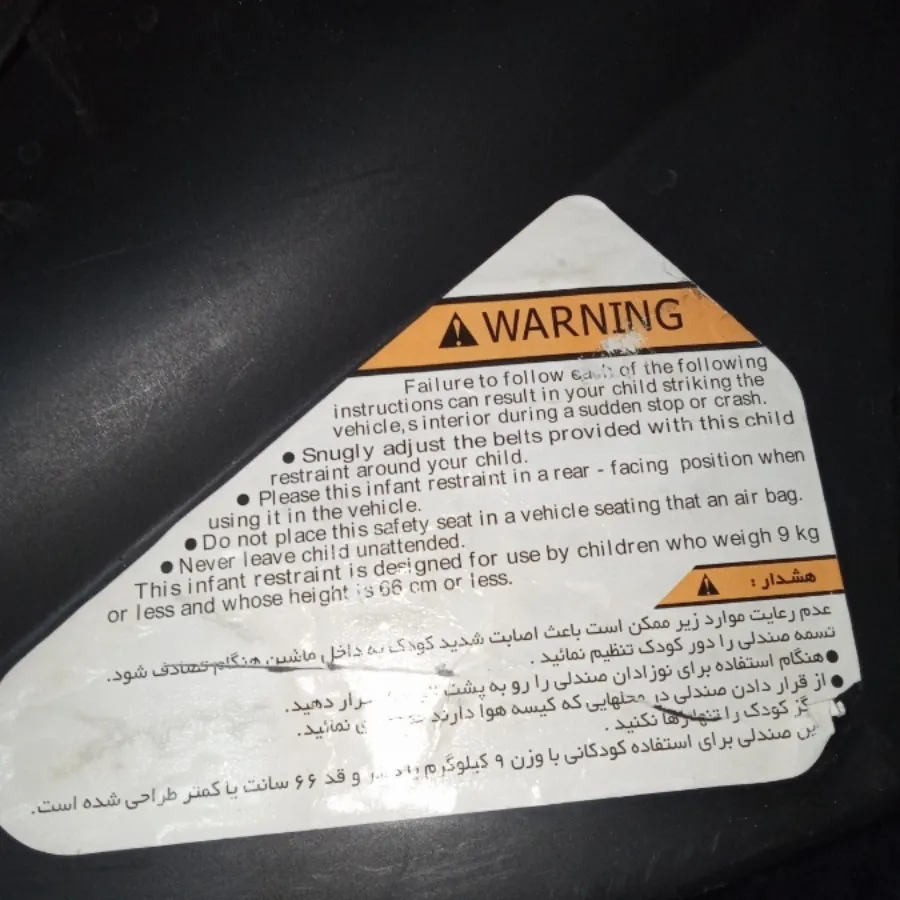 WARNING
Failure to follow each of the following
instructions can result in your child striking the
vehicle,s interior during a sudden stop or crash.
● Snugly adjust the belts provided with this child
restraint around your child.
● Please this infant restraint in a rear - facing position when
using it in the vehicle.
● Do not place this safety seat in a vehicle seating that an air bag.
● Never leave child unattended.
This infant restraint is designed for use by children who weigh 9 kg
or less and whose height is 66 cm or less.
هشدار :
عدم رعایت موارد زیر ممکن است باعث اصابت شدید کودک به داخل ماشین هنگام تصادف شود.
تسمه صندلی را دور کودک تنظیم نمائید .
● هنگام استفاده برای نوزادان صندلی را رو به پشت دهید.
● از قرار دادن صندلی در محلهایی که کیسه هوا دارند نمائید.
کودک را تنها رها نکنید .
صندلی برای استفاده کودکانی با وزن ۹ کیلوگرم و قد ۶۶ سانت یا کمتر طراحی شده است.